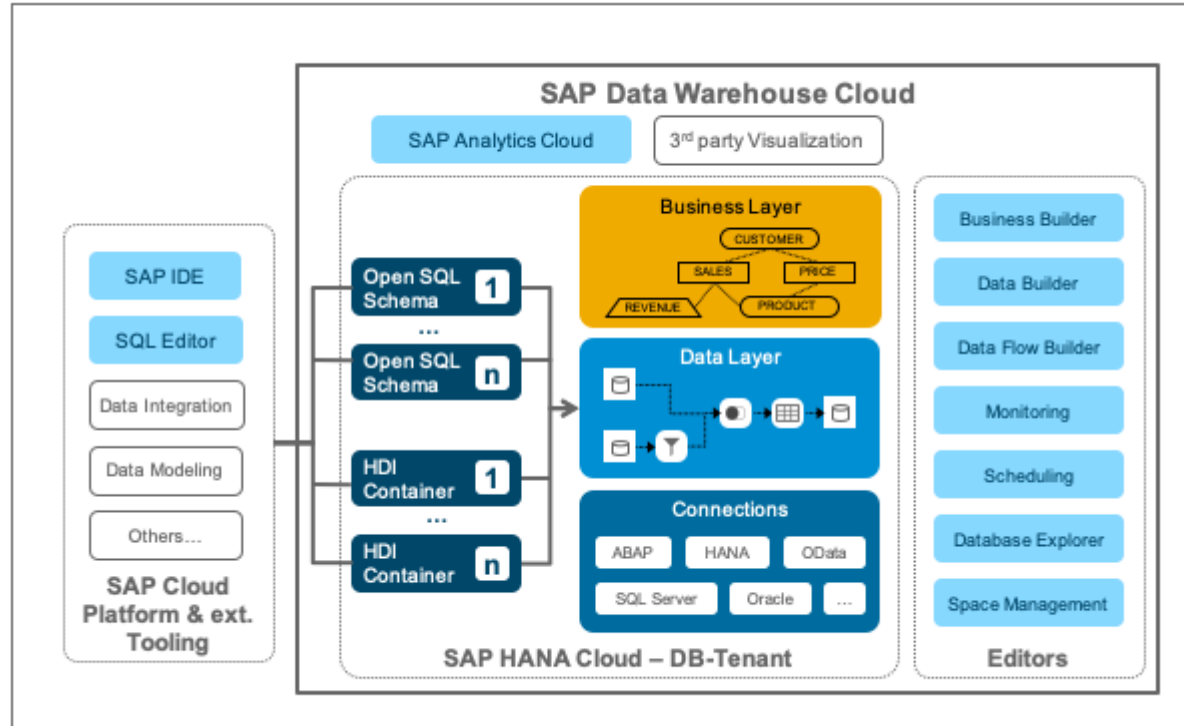 SAP Data Warehouse Cloud
SAP Analytics Cloud
3rd party Visualization
SAP IDE
SQL Editor
Data Integration
Data Modeling
Others...
SAP Cloud
Platform & ext.
Tooling
Open SQL
Schema
1
...
Open SQL
Schema
n
HDI
Container
1
...
HDI
Container
n
Business Layer
CUSTOMER
SALES
PRICE
REVENUE
PRODUCT
Data Layer
Connections
ABAP
HANA
OData
SQL Server
Oracle
...
SAP HANA Cloud – DB-Tenant
Business Builder
Data Builder
Data Flow Builder
Monitoring
Scheduling
Database Explorer
Space Management
Editors